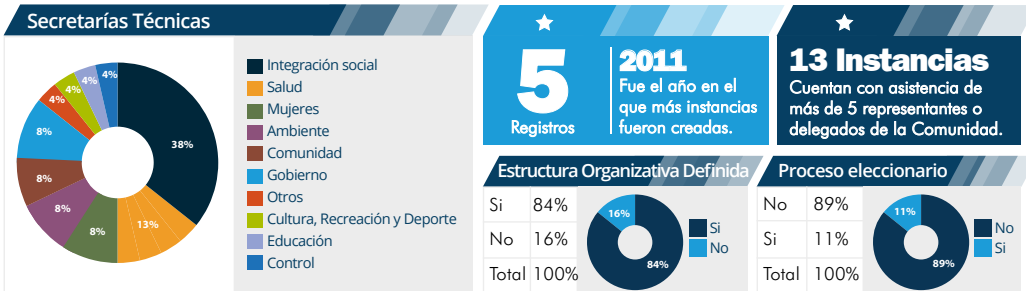 Secretarías Técnicas
38%
13%
8%
8%
8%
8%
4%
4%
4%
4%
Integración social
Salud
Mujeres
Ambiente
Comunidad
Gobierno
Otros
Cultura, Recreación y Deporte
Educación
Control
5
Registros
2011
Fue el año en el
que más instancias
fueron creadas.
13 Instancias
Cuentan con asistencia de
más de 5 representantes o
delegados de la Comunidad.
Estructura Organizativa Definida
Si 84%
No 16%
Total 100%
16%
84%
Si
No
Proceso eleccionario
No 89%
Si 11%
Total 100%
11%
89%
No
Si